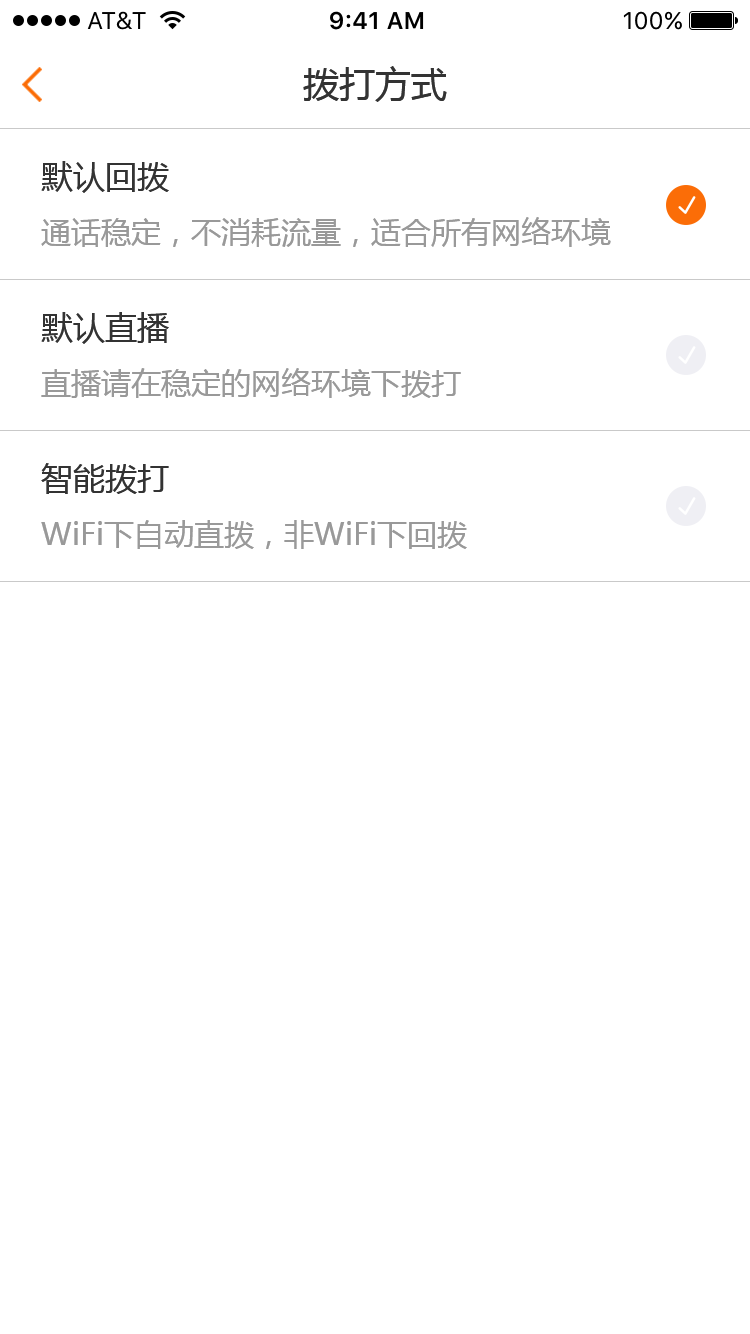 AT&T 9:41 AM 100%
拨打方式
默认回拨
通话稳定，不消耗流量，适合所有网络环境
默认直播
直播请在稳定的网络环境下拨打
智能拨打
WiFi下自动直拨，非WiFi下回拨